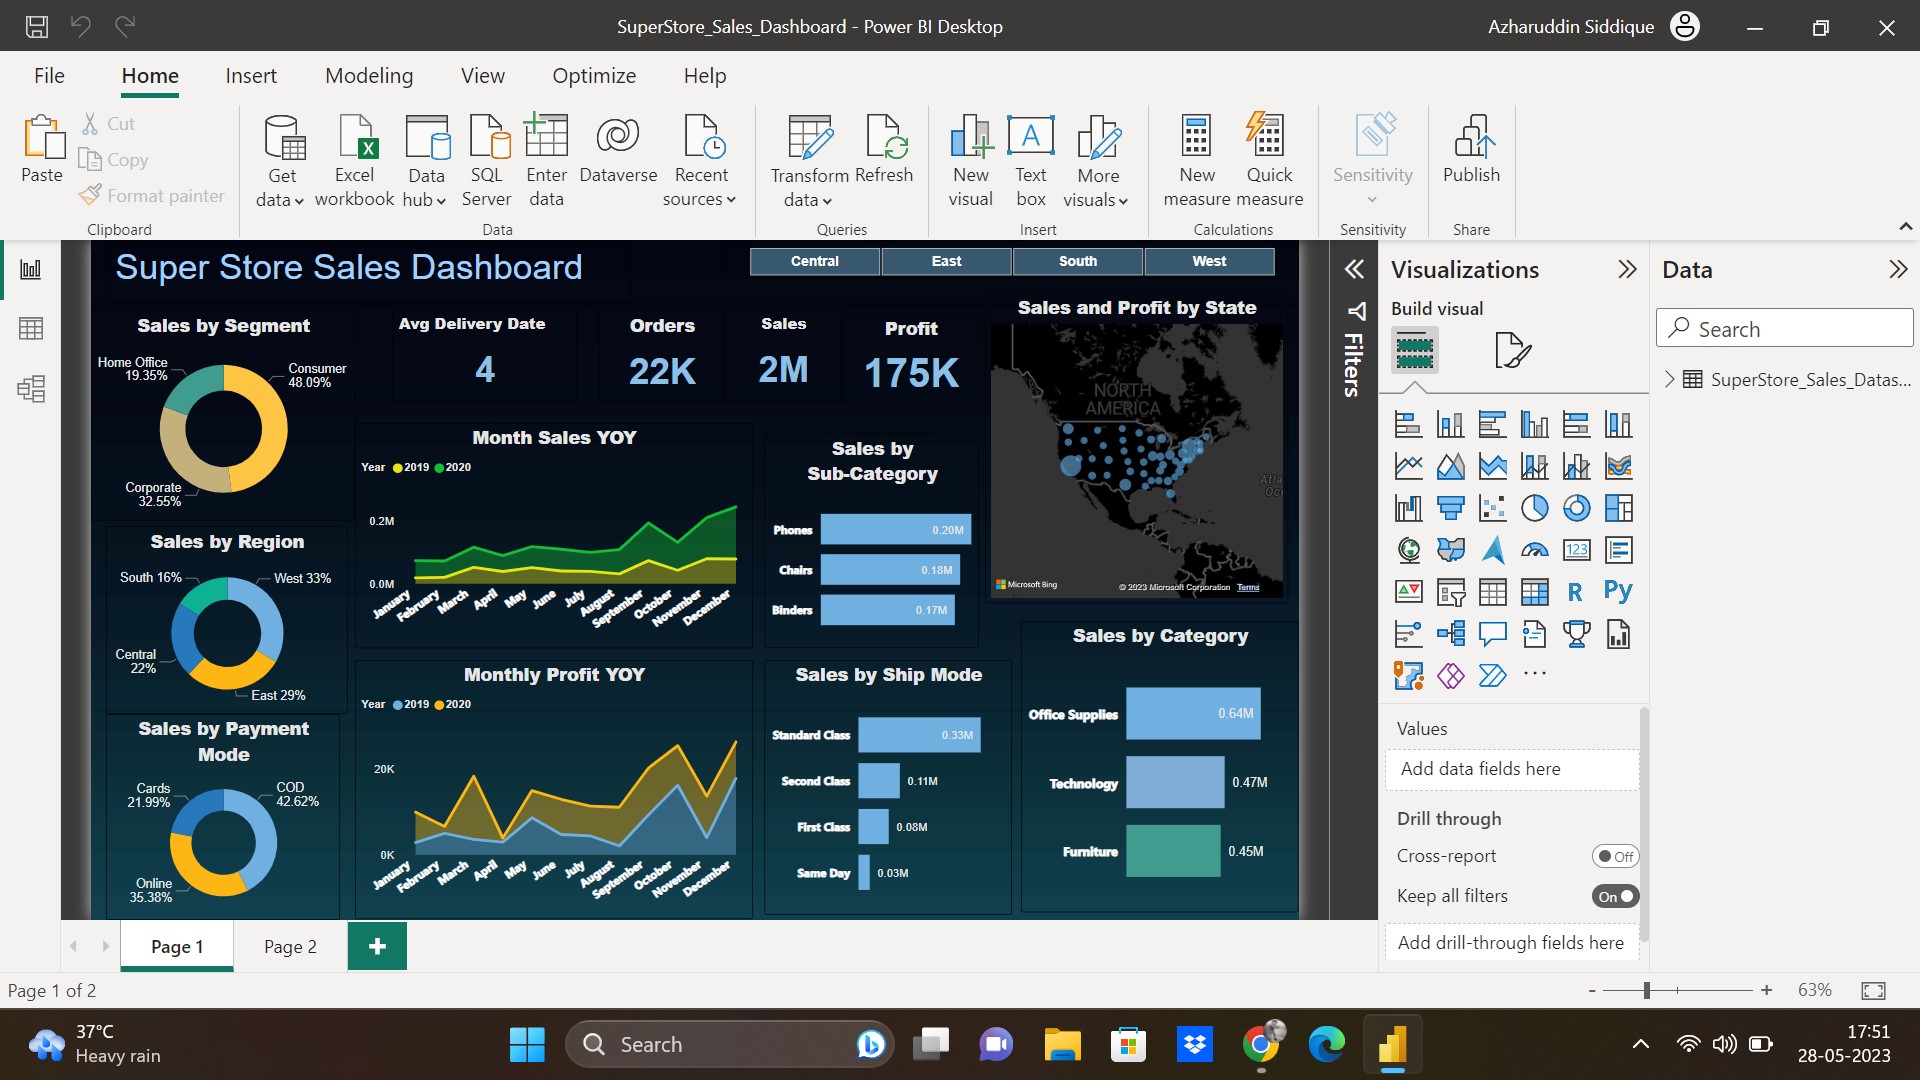 SuperStore_Sales_Dashboard - Power BI Desktop
Azharuddin Siddique
File
Home
Insert
Modeling
View
Optimize
Help
Paste
Cut
Copy
Format painter
Clipboard
Get
data
Excel
workbook
Data
hub
SQL
Server
Enter
data
Dataverse
Recent
sources
Data
Transform
data
Refresh
Queries
New
visual
Text
box
More
visuals
Insert
New
measure
Quick
measure
Calculations
Sensitivity
Sensitivity
Publish
Share
Super Store Sales Dashboard
Central
East
South
West
Sales by Segment
Home Office
19.35%
Consumer
48.09%
Corporate
32.55%
Avg Delivery Date
4
Orders
22K
Sales
2M
Profit
175K
Sales and Profit by State
NORTH
AMERICA
Atla
Oc
Microsoft Bing
© 2023 Microsoft Corporation
Terms
Month Sales YOY
Year 2019 2020
0.2M
0.0M
January
February
March
April
May
June
July
August
September
October
November
December
Sales by
Sub-Category
Phones
0.20M
Chairs
0.18M
Binders
0.17M
Sales by Region
South 16%
West 33%
Central
22%
East 29%
Monthly Profit YOY
Year 2019 2020
20K
0K
January
February
March
April
May
June
July
August
September
October
November
December
Sales by Ship Mode
Standard Class
0.33M
Second Class
0.11M
First Class
0.08M
Same Day
0.03M
Sales by Category
Office Supplies
0.64M
Technology
0.47M
Furniture
0.45M
Sales by Payment
Mode
Cards
21.99%
COD
42.62%
Online
35.38%
Filters
Visualizations
Build visual
123
R
Py
...
Values
Add data fields here
Drill through
Cross-report
Off
Keep all filters
On
Add drill-through fields here
Data
Search
SuperStore_Sales_Datas...
Page 1
Page 2
+
Page 1 of 2
- +
63%
37°C
Heavy rain
Search
17:51
28-05-2023